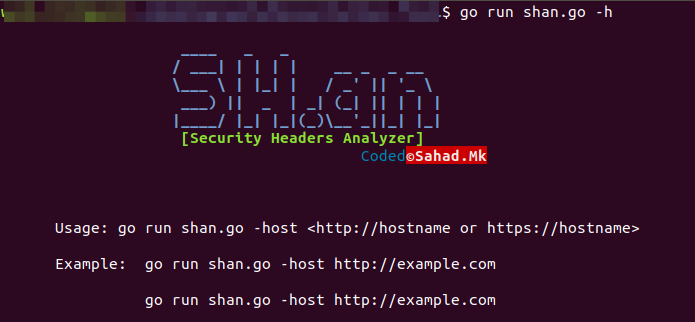 $ go run shan.go -h
SH.an
[Security Headers Analyzer]
Coded©Sahad.Mk
Usage: go run shan.go -host <http://hostname or https://hostname>
Example: go run shan.go -host http://example.com
go run shan.go -host http://example.com